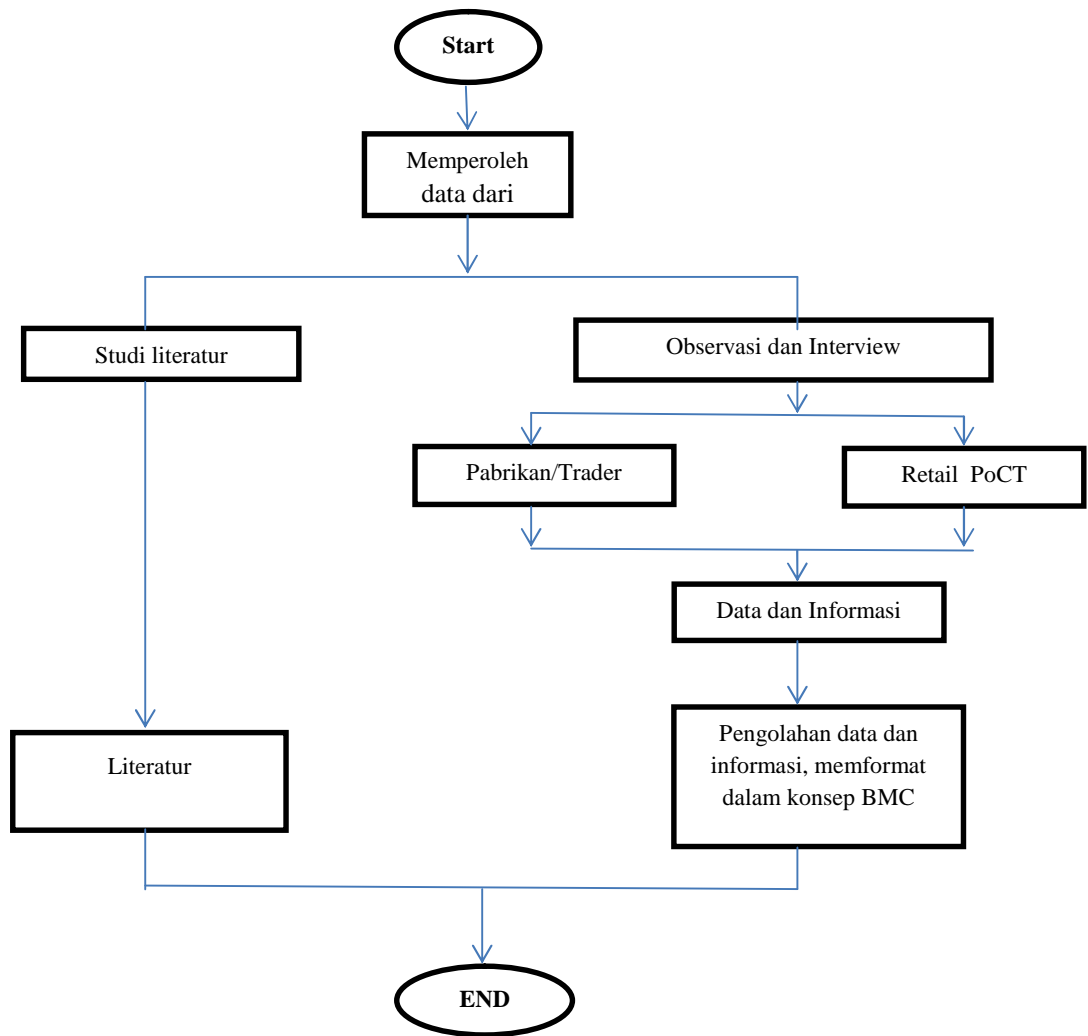 Start
Memperoleh
data dari
Studi literatur
Observasi dan Interview
Pabrikan/Trader
Retail PoCT
Data dan Informasi
Literatur
Pengolahan data dan
informasi, memformat
dalam konsep BMC
END